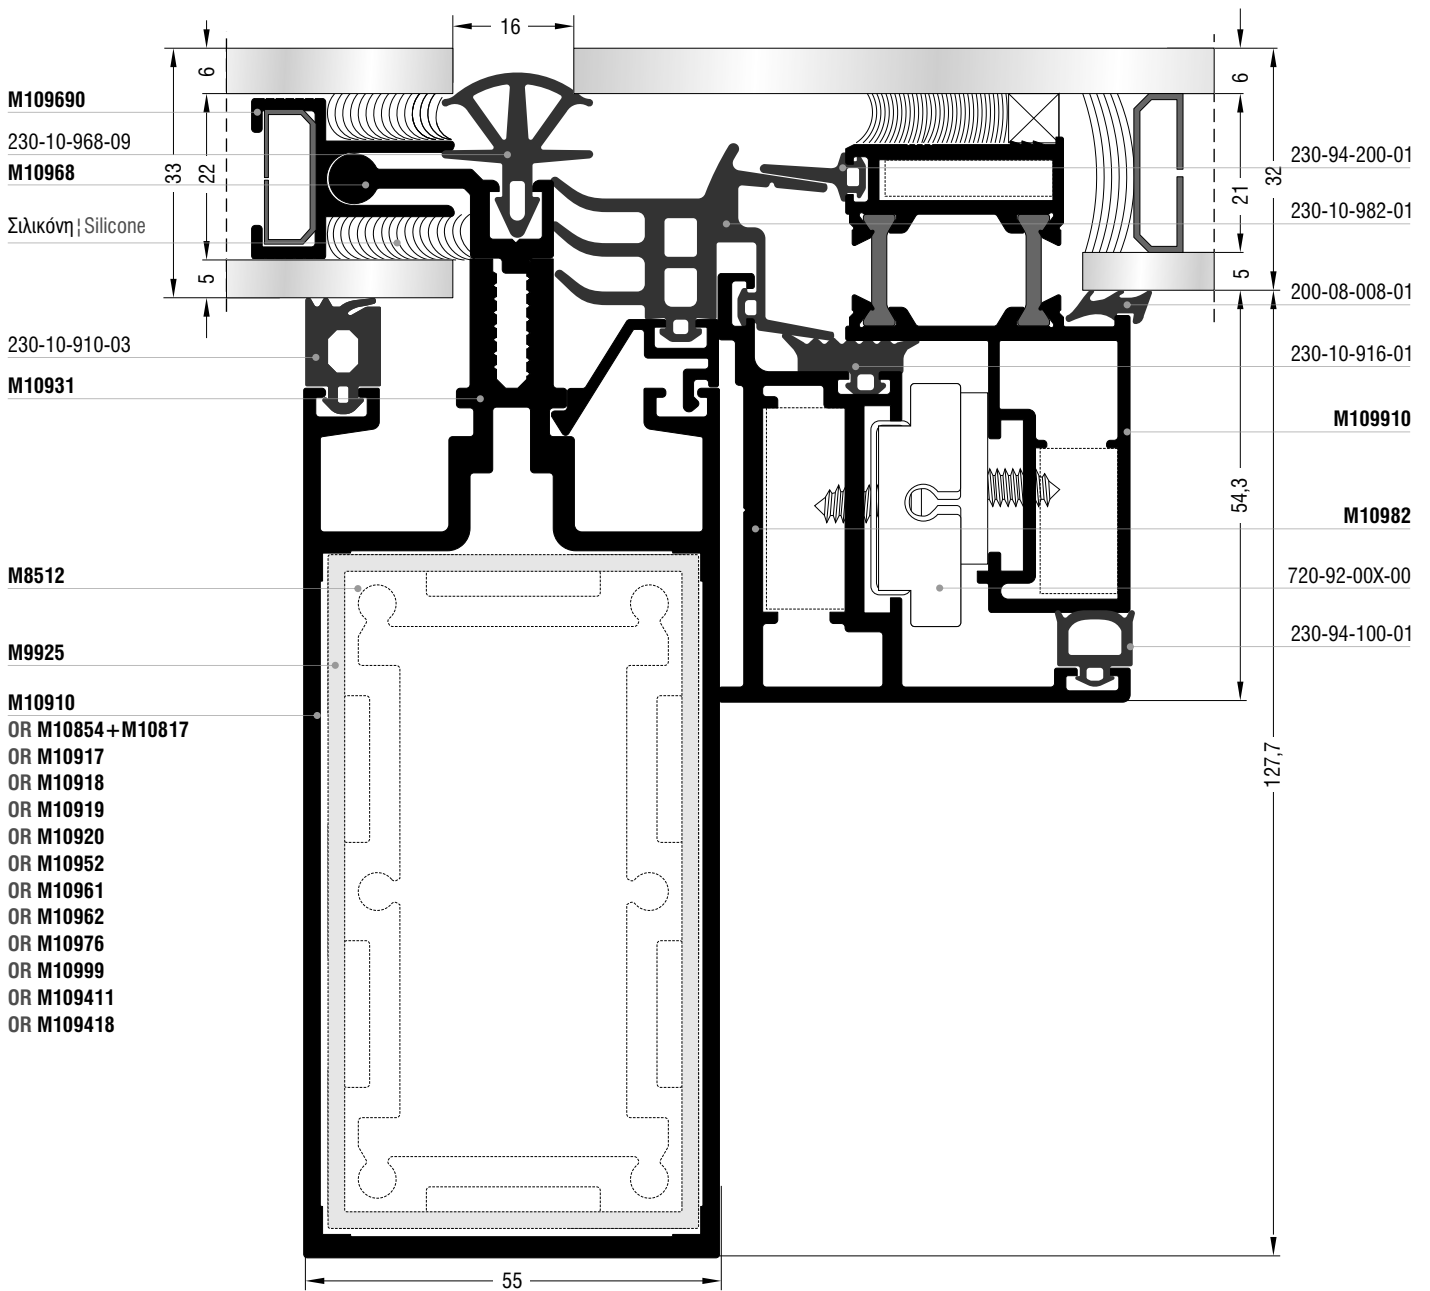 16
6
33
22
5
M109690
230-10-968-09
M10968
Σιλικόνη ¦ Silicone
230-10-910-03
M10931
M8512
M9925
M10910
OR M10854+M10817
OR M10917
OR M10918
OR M10919
OR M10920
OR M10952
OR M10961
OR M10962
OR M10976
OR M10999
OR M109411
OR M109418
6
32
21
5
230-94-200-01
230-10-982-01
200-08-008-01
230-10-916-01
M109910
54,3
M10982
720-92-00X-00
230-94-100-01
127,7
55